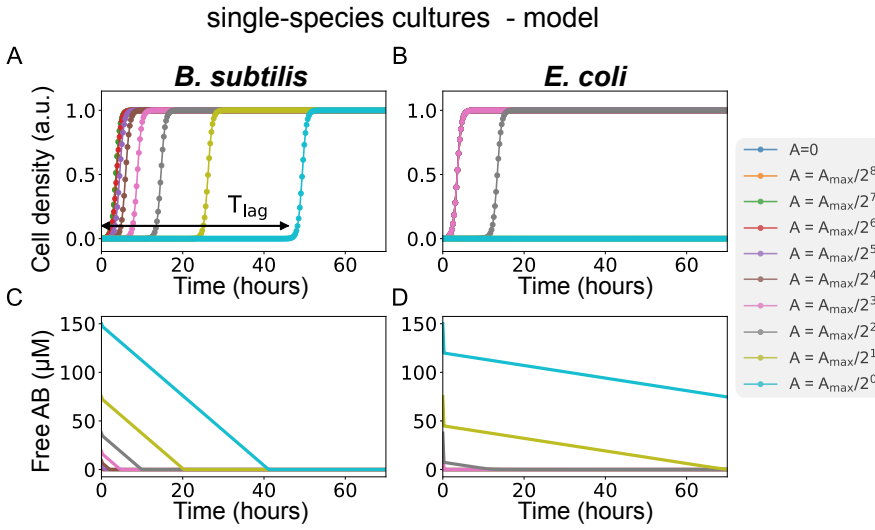 single-species cultures - model
A
B. subtilis
B
E. coli
Cell density (a.u.)
1.0
0.5
0.0
T_lag
0 20 40 60
Time (hours)
1.0
0.5
0.0
0 20 40 60
Time (hours)
C
Free AB (μM)
150
100
50
0
0 20 40 60
Time (hours)
D
150
100
50
0
0 20 40 60
Time (hours)
A=0
A = A_max/2^8
A = A_max/2^7
A = A_max/2^6
A = A_max/2^5
A = A_max/2^4
A = A_max/2^3
A = A_max/2^2
A = A_max/2^1
A = A_max/2^0